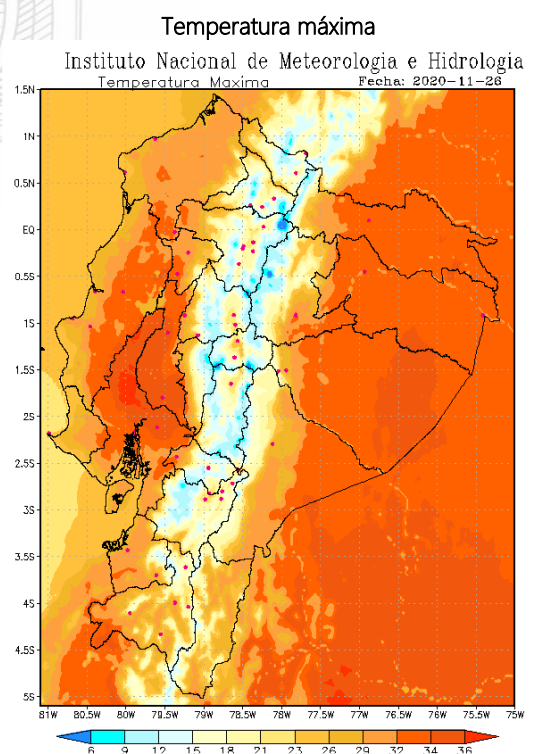 Temperatura máxima
Instituto Nacional de Meteorologia e Hidrologia
Temperatura Maxima Fecha: 2020-11-26
1.5N
1N
0.5N
EQ
0.5S
1S
1.5S
2S
2.5S
3S
3.5S
4S
4.5S
5S
81W 80.5W 80W 79.5W 79W 78.5W 78W 77.5W 77W 76.5W 76W 75.5W 75W
6 9 12 15 18 21 23 26 29 32 34 36